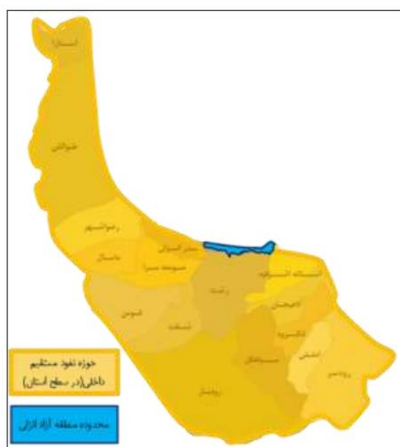 آستارا
طوالش
رضوانشهر
بندر انزلی
ماسال
صومعه سرا
آستانه اشرفیه
رشت
لاهیجان
فومن
شفت
لنگرود
املش
سیاهکل
رودسر
رودبار
حوزه نفوذ مستقیم
داخلی(در سطح استان)
محدوده منطقه آزاد انزلی